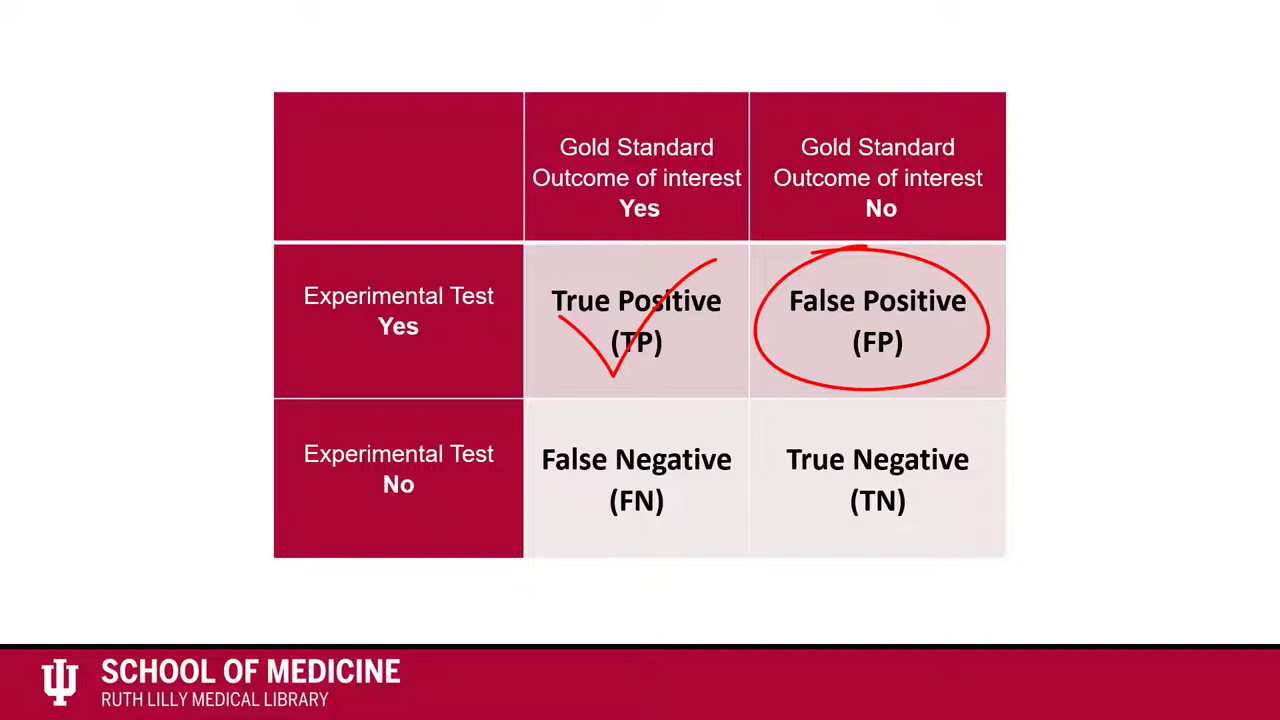 Gold Standard
Outcome of interest
Yes
Gold Standard
Outcome of interest
No
Experimental Test
Yes
True Positive
(TP)
False Positive
(FP)
Experimental Test
No
False Negative
(FN)
True Negative
(TN)
SCHOOL OF MEDICINE
RUTH LILLY MEDICAL LIBRARY